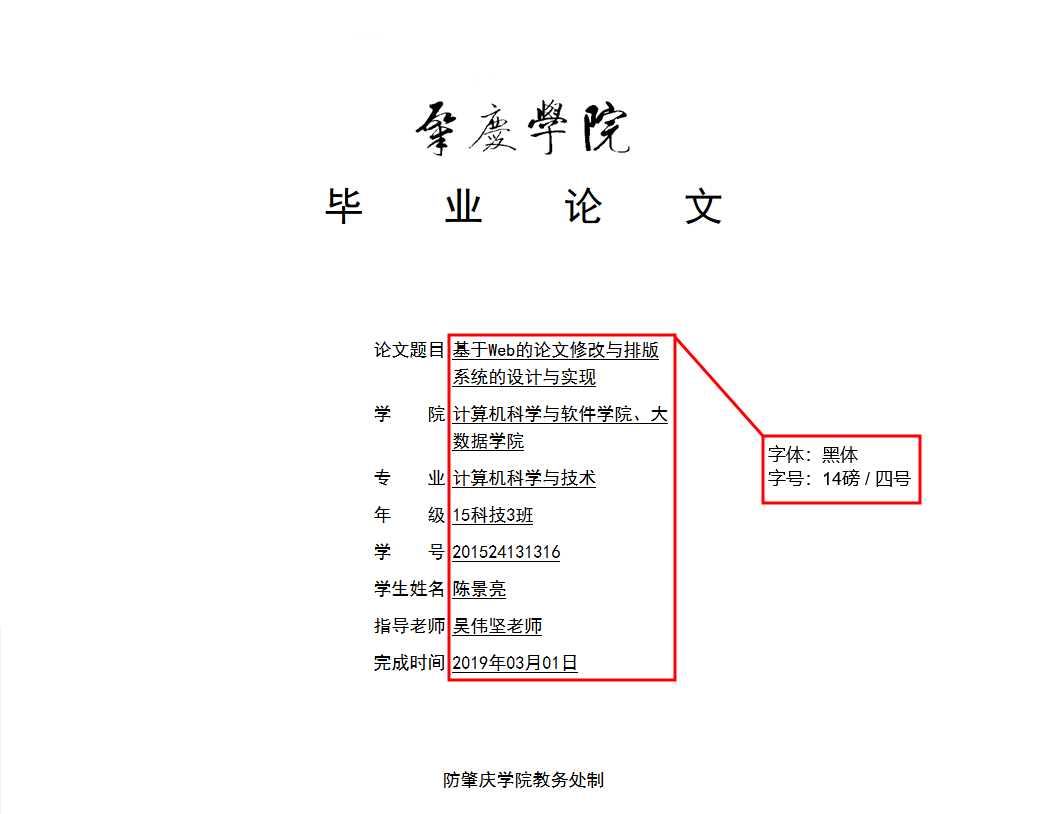 肇慶學院
毕 业 论 文
论文题目 基于Web的论文修改与排版
系统的设计与实现
学 院 计算机科学与软件学院、大
数据学院
专 业 计算机科学与技术
年 级 15科技3班
学 号 201524131316
学生姓名 陈景亮
指导老师 吴伟坚老师
完成时间 2019年03月01日
字体：黑体
字号：14磅 / 四号
防肇庆学院教务处制